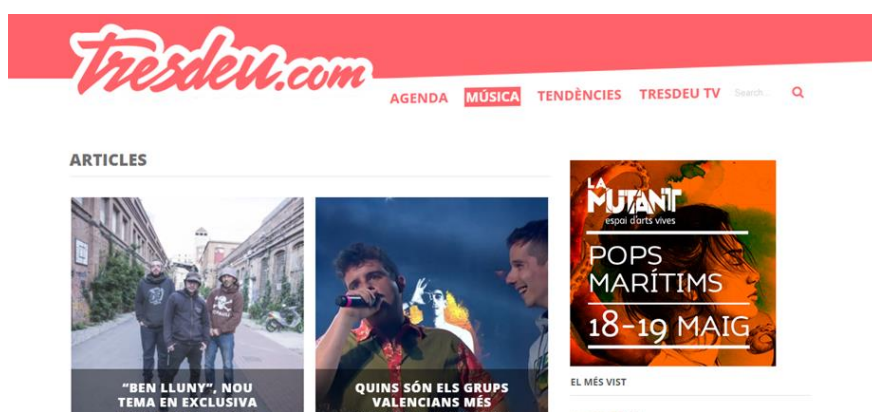 tresdeu.com
AGENDA MÚSICA TENDÈNCIES TRESDEU TV Search...
ARTICLES
"BEN LLUNY", NOU
TEMA EN EXCLUSIVA
QUINS SÓN ELS GRUPS
VALENCIANS MÉS
LA
MUTANT
espai d'arts vives
POPS
MARÍTIMS
18-19 MAIG
EL MÉS VIST